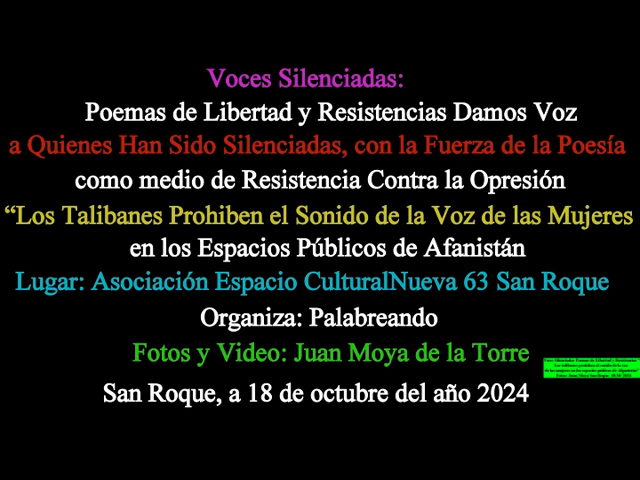 Voces Silenciadas:
Poemas de Libertad y Resistencias Damos Voz
a Quienes Han Sido Silenciadas, con la Fuerza de la Poesía
como medio de Resistencia Contra la Opresión
“Los Talibanes Prohiben el Sonido de la Voz de las Mujeres
en los Espacios Públicos de Afanistán
Lugar: Asociación Espacio CulturalNueva 63 San Roque
Organiza: Palabreando
Fotos y Video: Juan Moya de la Torre
San Roque, a 18 de octubre del año 2024